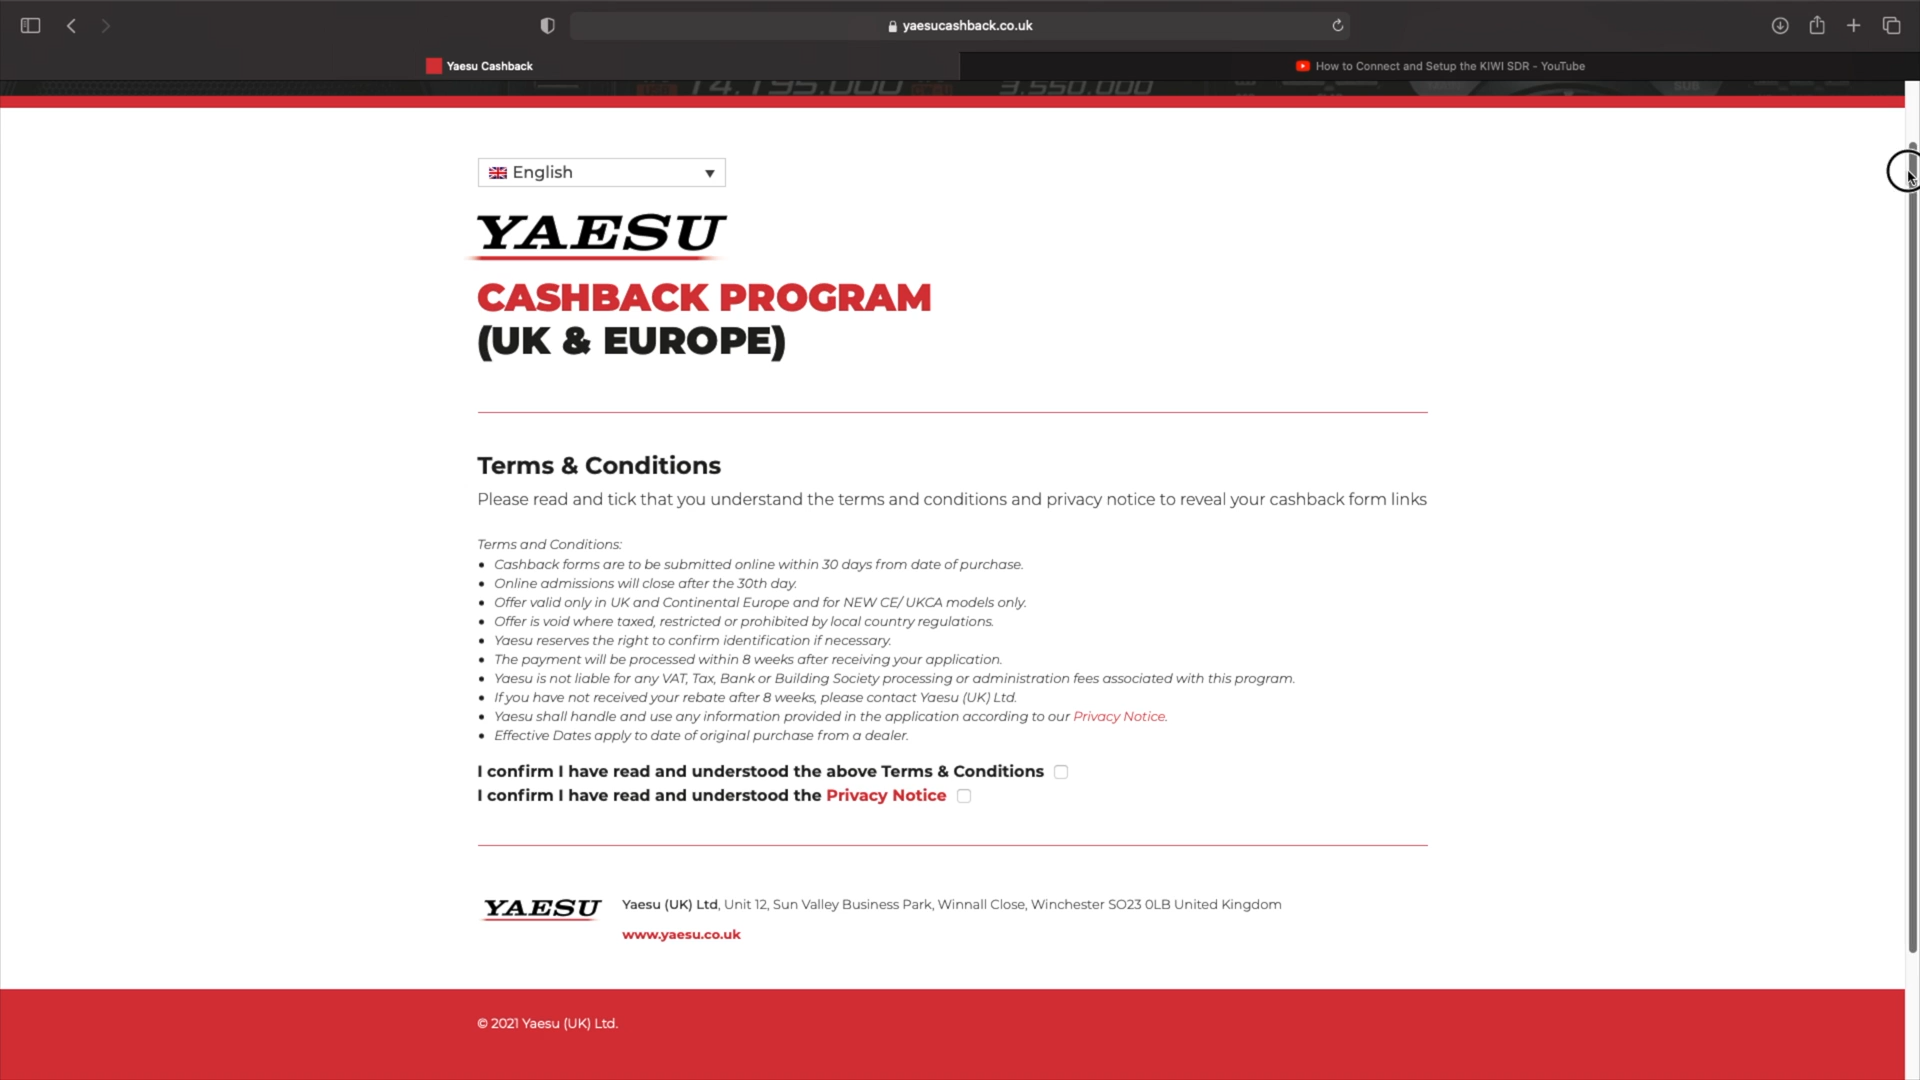 yaesucashback.co.uk
Yaesu Cashback
How to Connect and Setup the KIWI SDR - YouTube
14.195.000
3.550.000
SUB
English
YAESU
CASHBACK PROGRAM
(UK & EUROPE)
Terms & Conditions
Please read and tick that you understand the terms and conditions and privacy notice to reveal your cashback form links
Terms and Conditions:
• Cashback forms are to be submitted online within 30 days from date of purchase.
• Online admissions will close after the 30th day.
• Offer valid only in UK and Continental Europe and for NEW CE/ UKCA models only.
• Offer is void where taxed, restricted or prohibited by local country regulations.
• Yaesu reserves the right to confirm identification if necessary.
• The payment will be processed within 8 weeks after receiving your application.
• Yaesu is not liable for any VAT, Tax, Bank or Building Society processing or administration fees associated with this program.
• If you have not received your rebate after 8 weeks, please contact Yaesu (UK) Ltd.
• Yaesu shall handle and use any information provided in the application according to our Privacy Notice.
• Effective Dates apply to date of original purchase from a dealer.
I confirm I have read and understood the above Terms & Conditions
I confirm I have read and understood the Privacy Notice
YAESU
Yaesu (UK) Ltd, Unit 12, Sun Valley Business Park, Winnall Close, Winchester SO23 0LB United Kingdom
www.yaesu.co.uk
© 2021 Yaesu (UK) Ltd.